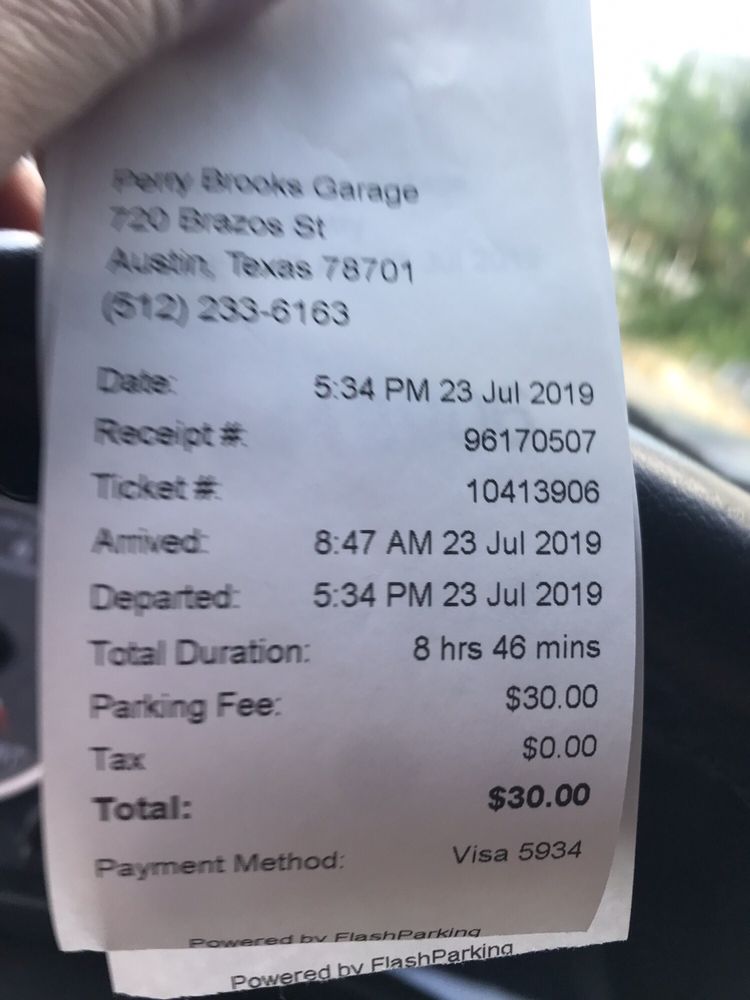 Perry Brooks Garage
720 Brazos St
Austin, Texas 78701
(512) 233-6163
Date: 5:34 PM 23 Jul 2019
Receipt #: 96170507
Ticket #: 10413906
Arrived: 8:47 AM 23 Jul 2019
Departed: 5:34 PM 23 Jul 2019
Total Duration: 8 hrs 46 mins
Parking Fee: $30.00
Tax $0.00
Total: $30.00
Payment Method: Visa 5934
Powered by FlashParking
Powered by FlashParking